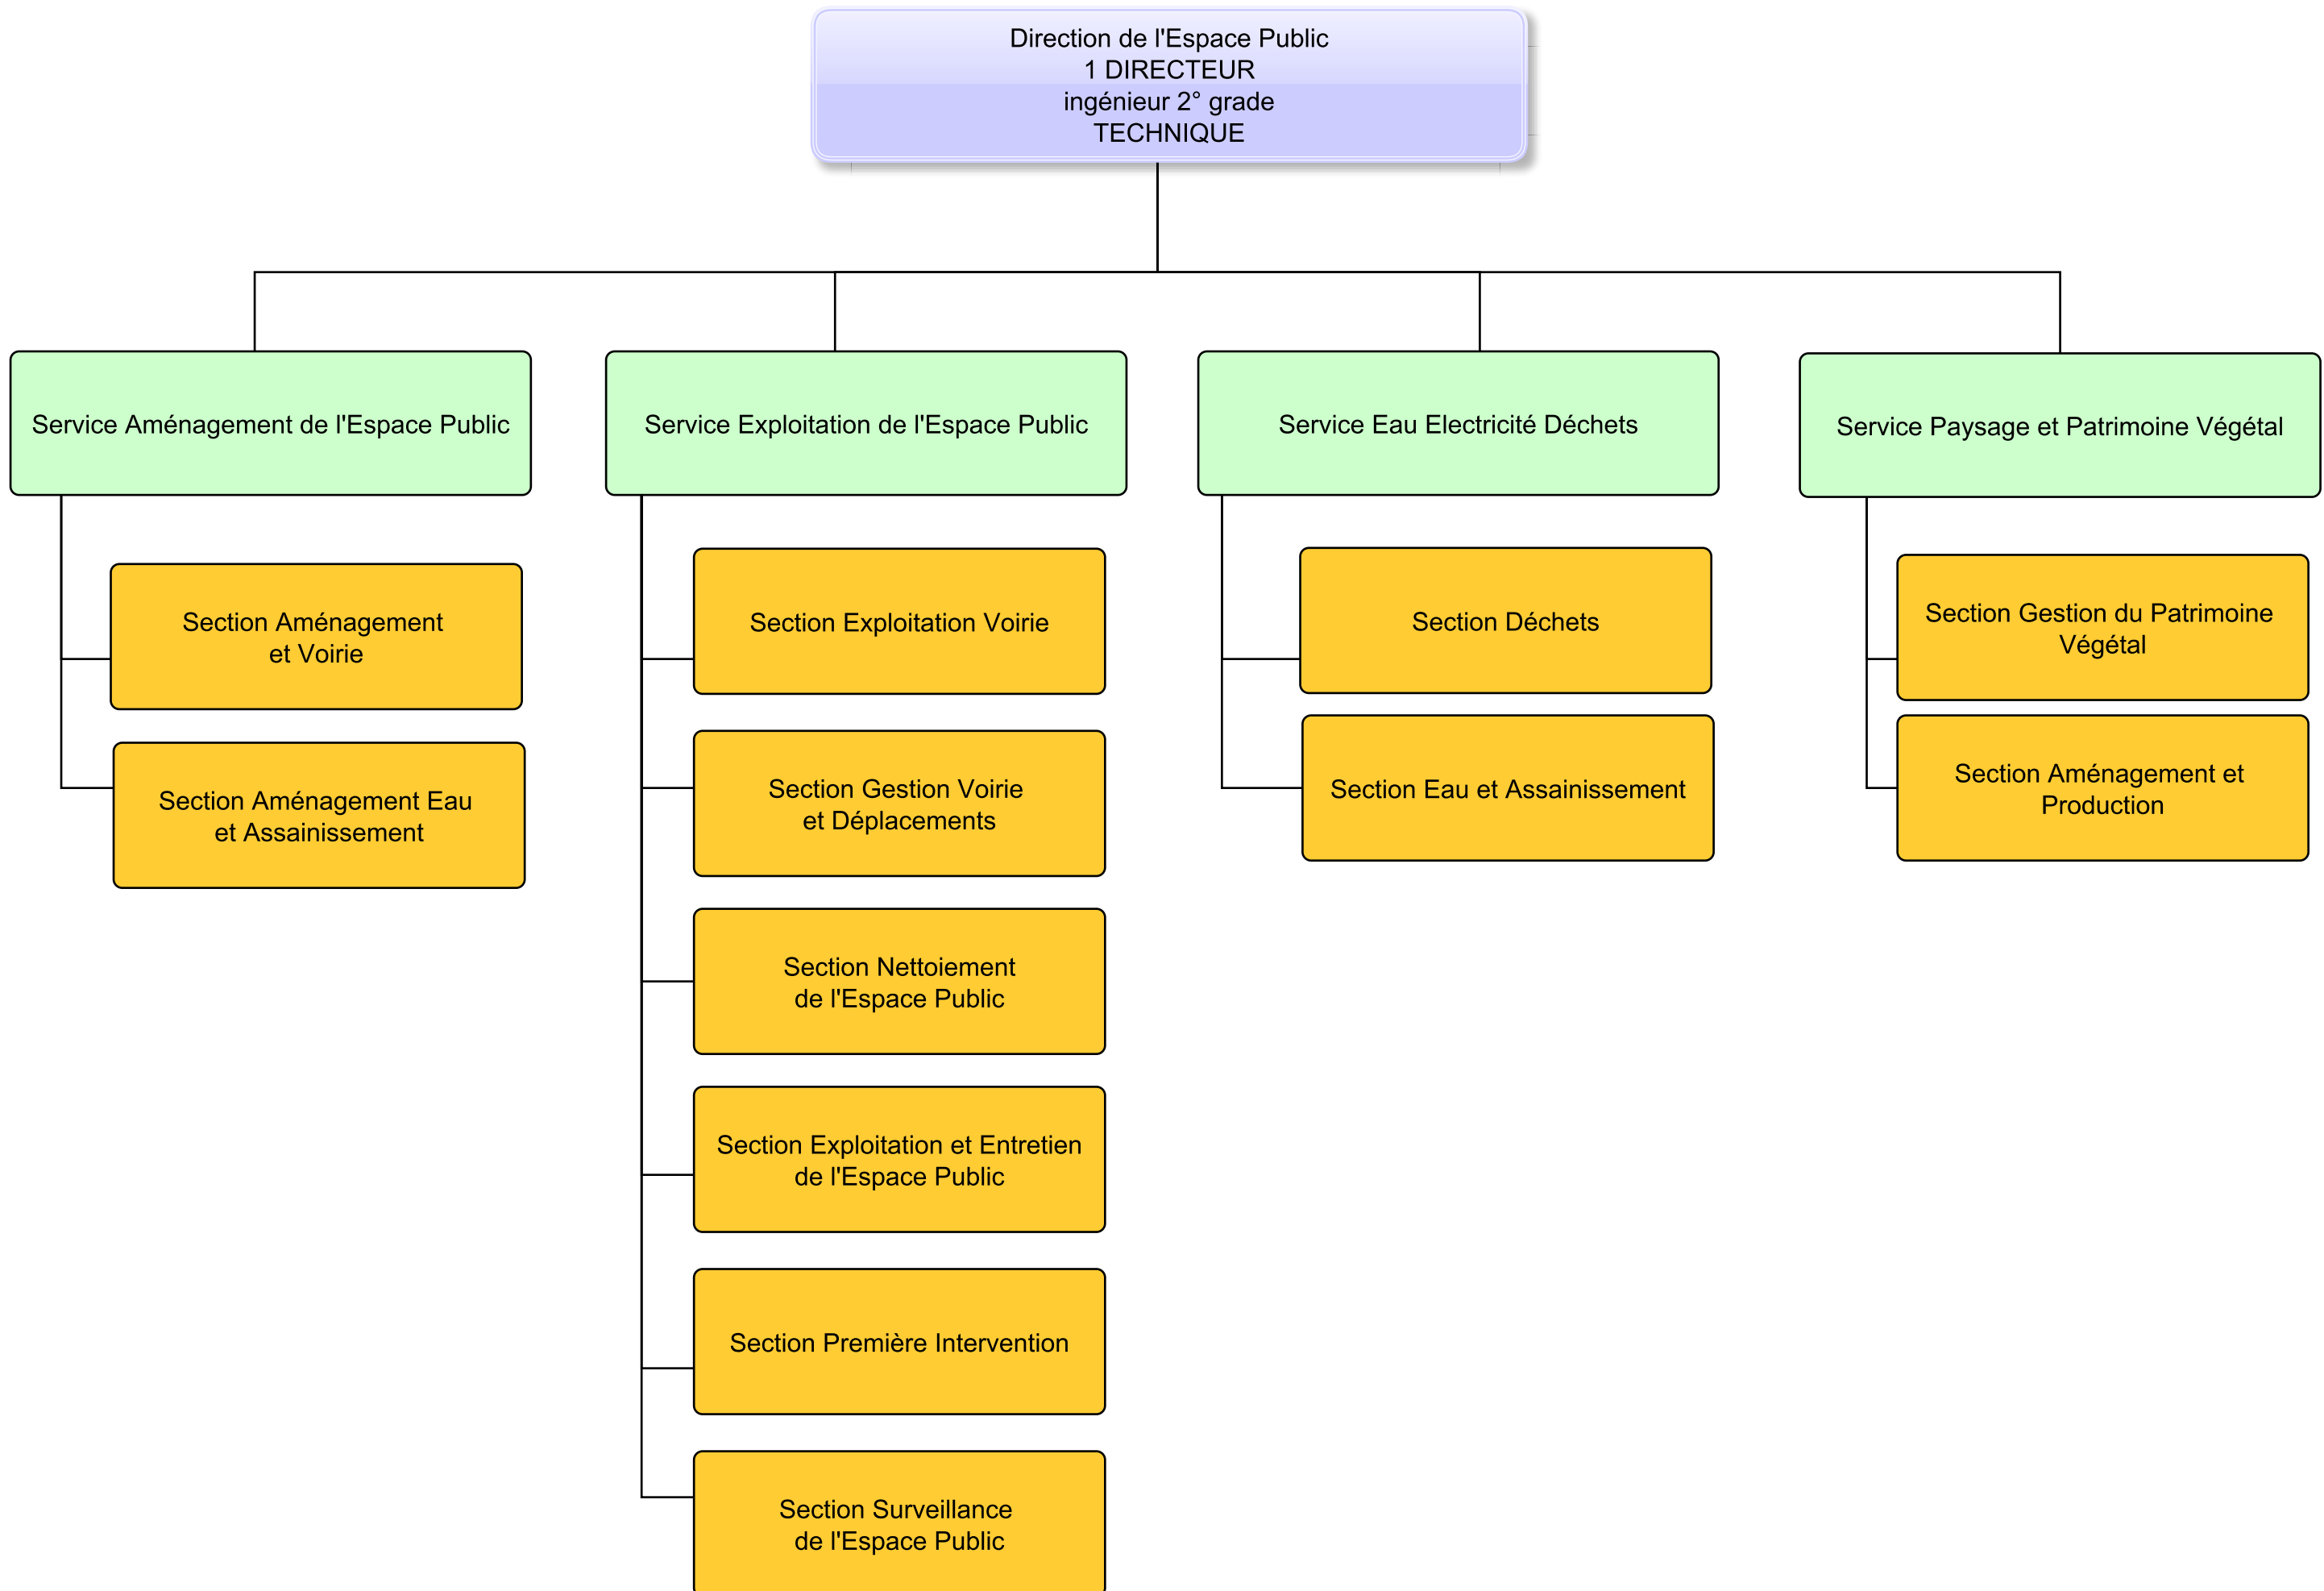 Direction de l'Espace Public
1 DIRECTEUR
ingénieur 2° grade
TECHNIQUE
Service Aménagement de l'Espace Public
Service Exploitation de l'Espace Public
Service Eau Electricité Déchets
Service Paysage et Patrimoine Végétal
Section Aménagement
et Voirie
Section Aménagement Eau
et Assainissement
Section Exploitation Voirie
Section Gestion Voirie
et Déplacements
Section Nettoiement
de l'Espace Public
Section Exploitation et Entretien
de l'Espace Public
Section Première Intervention
Section Surveillance
de l'Espace Public
Section Déchets
Section Eau et Assainissement
Section Gestion du Patrimoine
Végétal
Section Aménagement et
Production